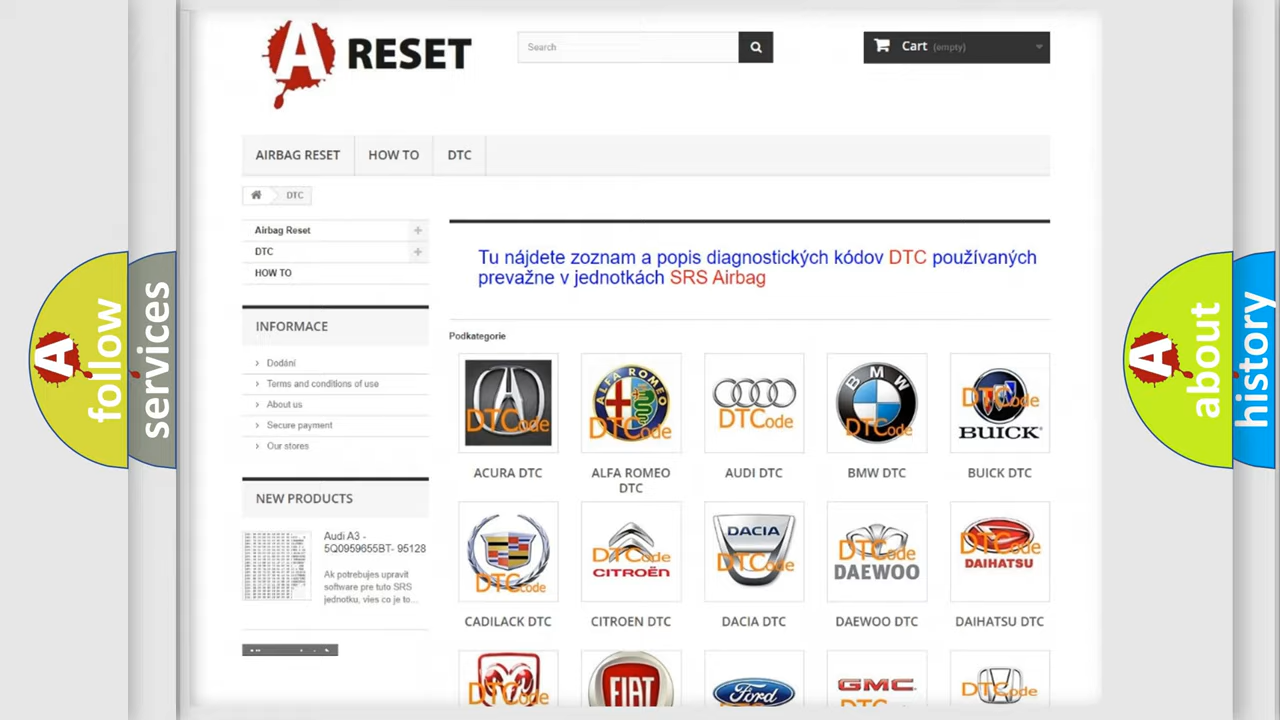 A RESET
Search
Cart (empty)
AIRBAG RESET
HOW TO
DTC
DTC
Airbag Reset
DTC
HOW TO
INFORMACE
Dodání
Terms and conditions of use
About us
Secure payment
Our stores
NEW PRODUCTS
Audi A3 -
5Q0959655BT- 95128
Ak potrebujes upravit
software pre tuto SRS
jednotku, vies co je to...
Tu nájdete zoznam a popis diagnostických kódov DTC používaných
prevažne v jednotkách SRS Airbag
Podkategorie
DTCode
ALFA ROMEO
DTCode
DTCode
BMW
DTCode
DTCode
BUICK
ACURA DTC
ALFA ROMEO
DTC
AUDI DTC
BMW DTC
BUICK DTC
DTCode
DTCode
CITROËN
DACIA
DTCode
DTCode
DAEWOO
DTCode
DAIHATSU
CADILACK DTC
CITROEN DTC
DACIA DTC
DAEWOO DTC
DAIHATSU DTC
DTCode
FIAT
Ford
GMC
DTCode
A follow
services
A about
history